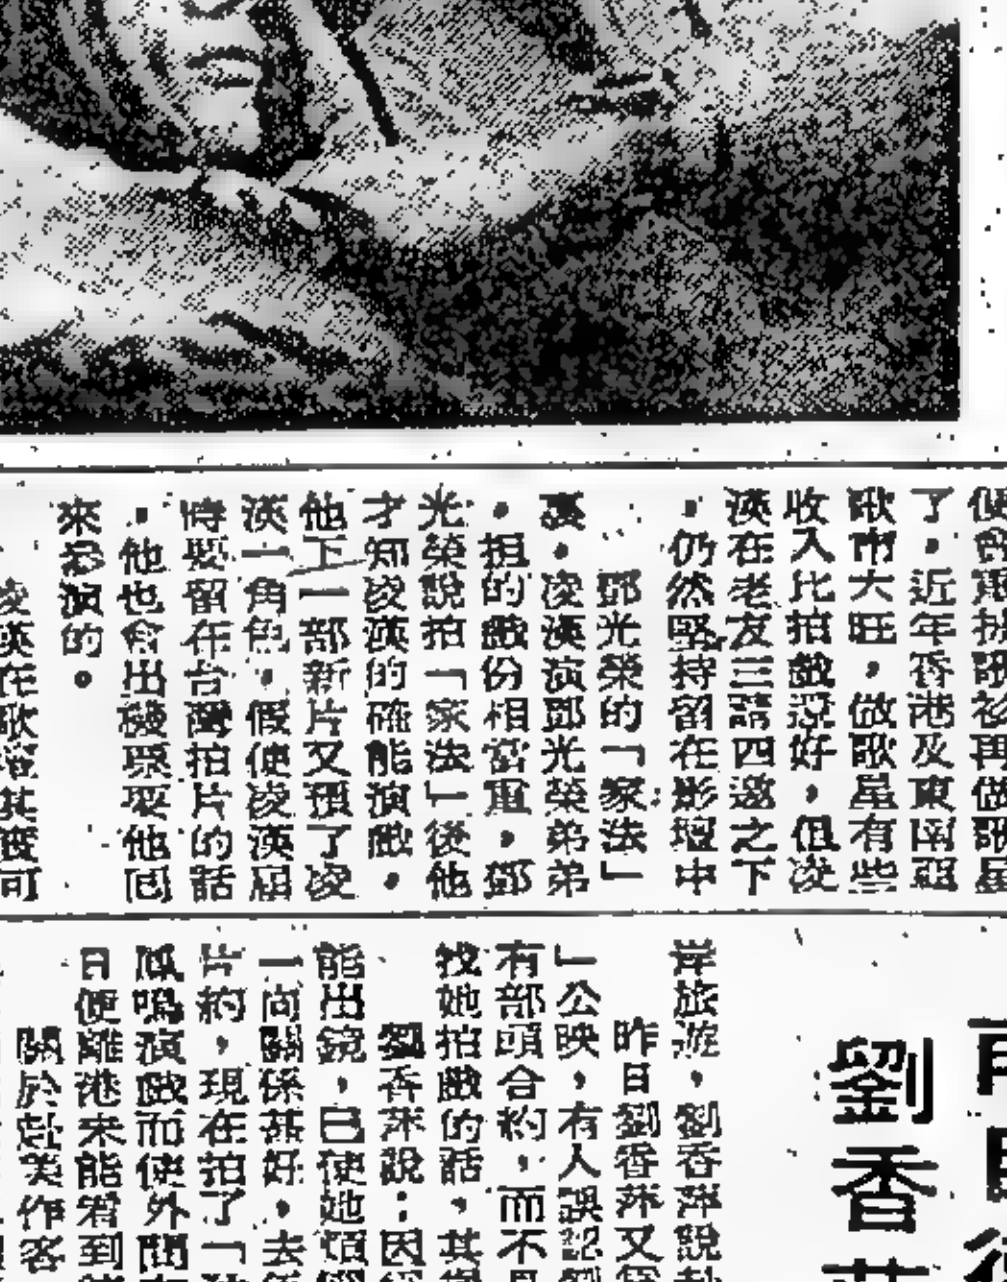 了，近年香港及東南亞
歌廂大旺，做歌星有些
收入比拍戲還好，但凌
漢在老友三請四邀之下
，仍然堅持留在影壇中
鄧光榮的「家法」
裏，凌漢演鄧光榮弟弟
，担的戲份相當重，鄧
光榮說拍「家法」後他
才知凌漢的確能演戲，
他下一部新片又預了凌
漢一角色，假使凌漢屆
時要留在台灣拍片的話
，他也會出機票要他回
來演的。
凌漢在歌壇其實可
再
劉香
岸旅遊，劉香萍說
昨日劉香萍又
」公映，有人誤記劉
有部頭合約，而不
找她拍戲的話，其
劉香萍說：因
能出鏡，已使她煩
一向關係甚好，去
片約，現在拍了「
鳴演戲而使外間
日便離港未能看到
關於赴美作客